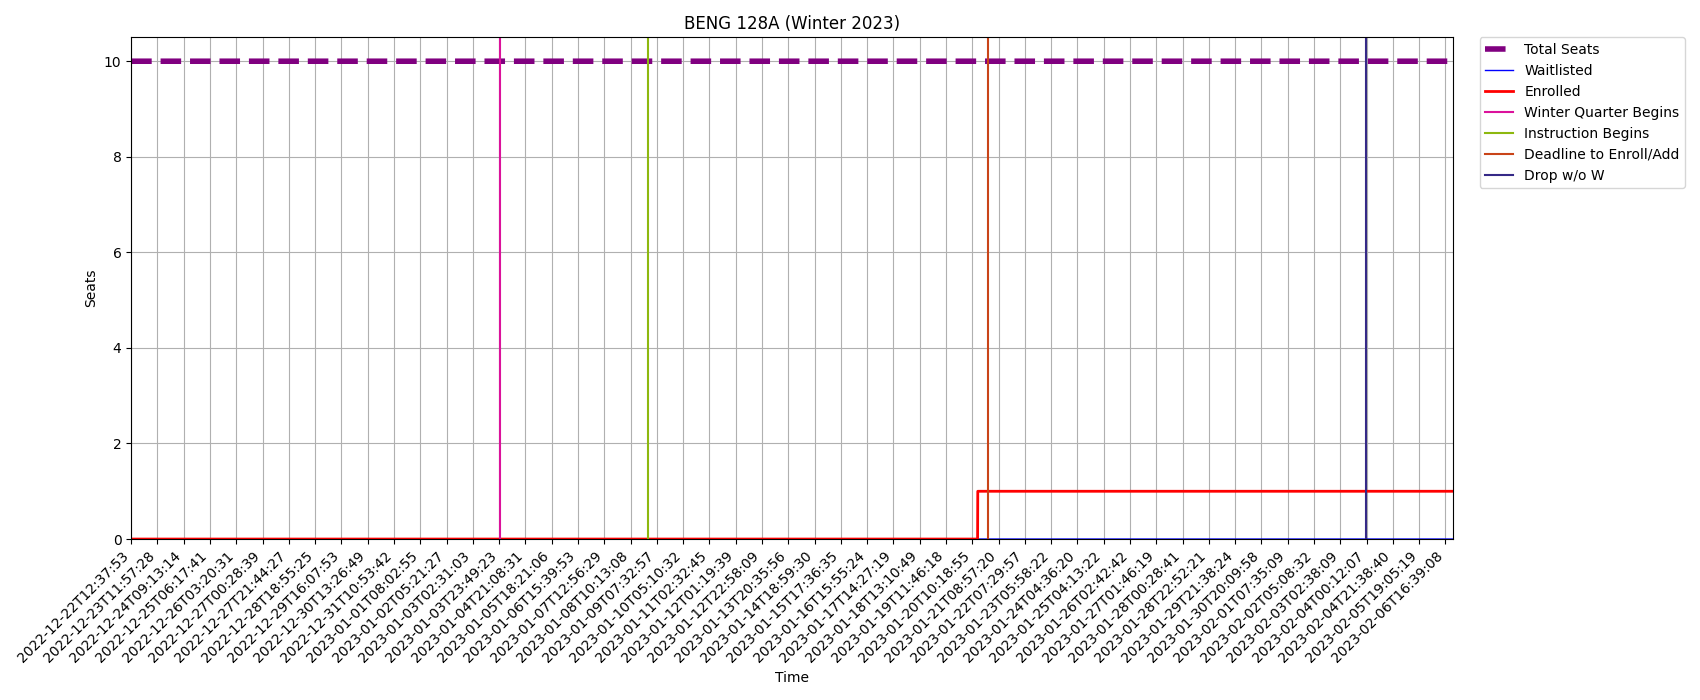 BENG 128A (Winter 2023)
Total Seats
Waitlisted
Enrolled
Winter Quarter Begins
Instruction Begins
Deadline to Enroll/Add
Drop w/o W
Seats
10
8
6
4
2
0
2022-12-22T12:37:53
2022-12-23T11:57:28
2022-12-24T09:13:14
2022-12-25T06:17:41
2022-12-26T03:20:31
2022-12-27T00:28:39
2022-12-27T21:44:27
2022-12-28T18:55:25
2022-12-29T16:07:53
2022-12-30T13:26:49
2022-12-31T10:53:42
2023-01-01T08:02:55
2023-01-02T05:21:27
2023-01-03T02:31:03
2023-01-03T23:49:23
2023-01-04T21:08:31
2023-01-05T18:21:06
2023-01-06T15:39:53
2023-01-07T12:56:29
2023-01-08T10:13:08
2023-01-09T07:32:57
2023-01-10T05:10:32
2023-01-11T02:32:45
2023-01-12T01:19:39
2023-01-12T22:58:09
2023-01-13T20:35:56
2023-01-14T18:59:30
2023-01-15T17:36:35
2023-01-16T15:55:24
2023-01-17T14:27:19
2023-01-18T13:10:49
2023-01-19T11:46:18
2023-01-20T10:18:55
2023-01-21T08:57:20
2023-01-22T07:29:57
2023-01-23T05:58:22
2023-01-24T04:36:20
2023-01-25T04:13:22
2023-01-26T02:42:42
2023-01-27T01:46:19
2023-01-28T00:28:41
2023-01-28T22:52:21
2023-01-29T21:38:24
2023-01-30T20:09:58
2023-02-01T07:35:09
2023-02-02T05:08:32
2023-02-03T02:38:09
2023-02-04T00:12:07
2023-02-04T21:38:40
2023-02-05T19:05:19
2023-02-06T16:39:08
Time